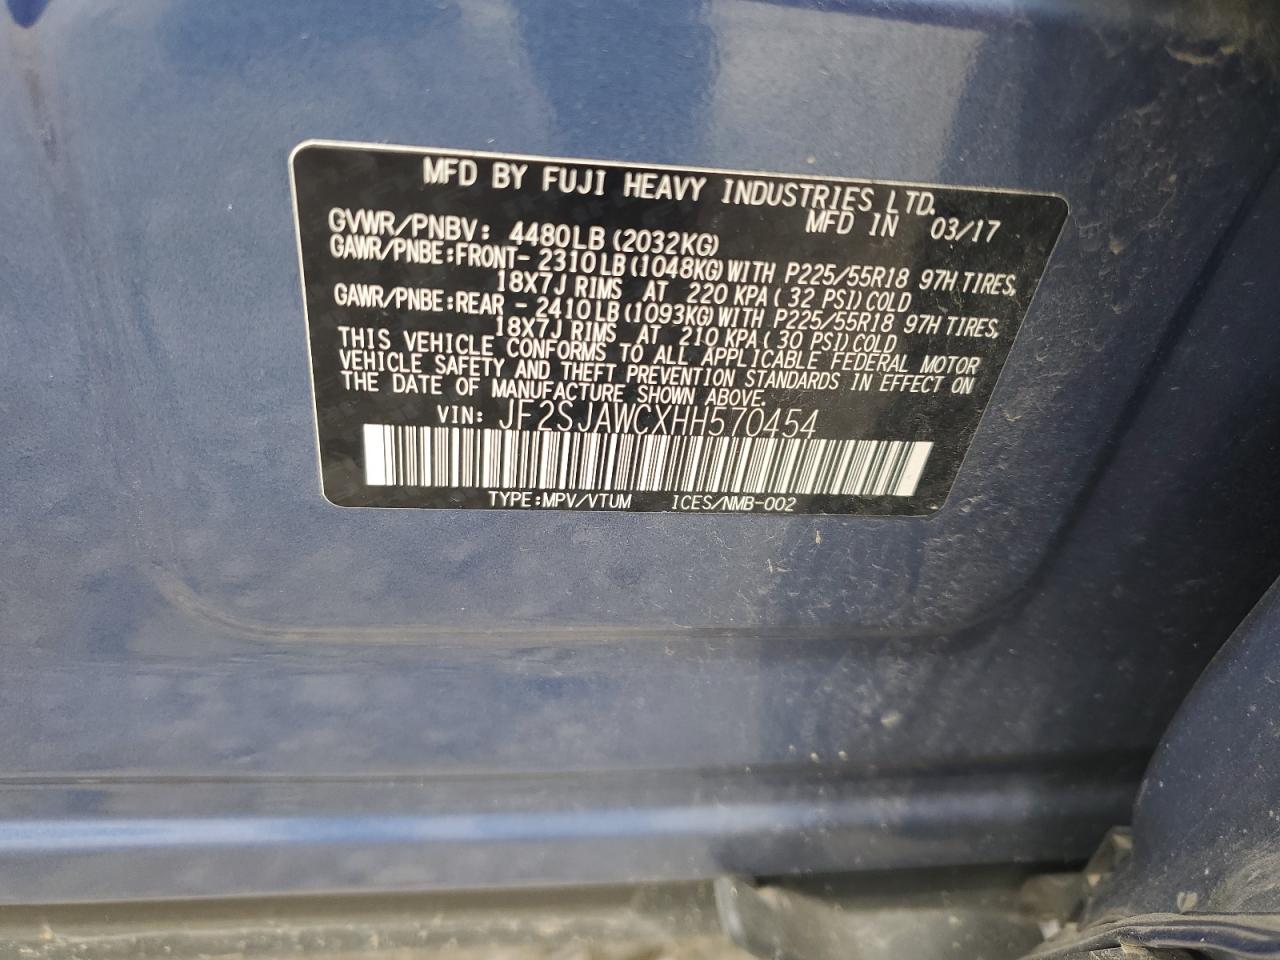 MFD BY FUJI HEAVY INDUSTRIES LTD.
MFD IN 03/17
GVWR/PNBV: 4480LB (2032KG)
GAWR/PNBE:FRONT- 2310LB (1048KG) WITH P225/55R18 97H TIRES,
18X7J RIMS AT 220 KPA ( 32 PSI) COLD
GAWR/PNBE:REAR - 2410LB (1093KG) WITH P225/55R18 97H TIRES,
18X7J RIMS AT 210 KPA ( 30 PSI) COLD
THIS VEHICLE CONFORMS TO ALL APPLICABLE FEDERAL MOTOR
VEHICLE SAFETY AND THEFT PREVENTION STANDARDS IN EFFECT ON
THE DATE OF MANUFACTURE SHOWN ABOVE.
VIN: JF2SJAWCXHH570454
TYPE:MPV/VTUM ICES/NMB-002